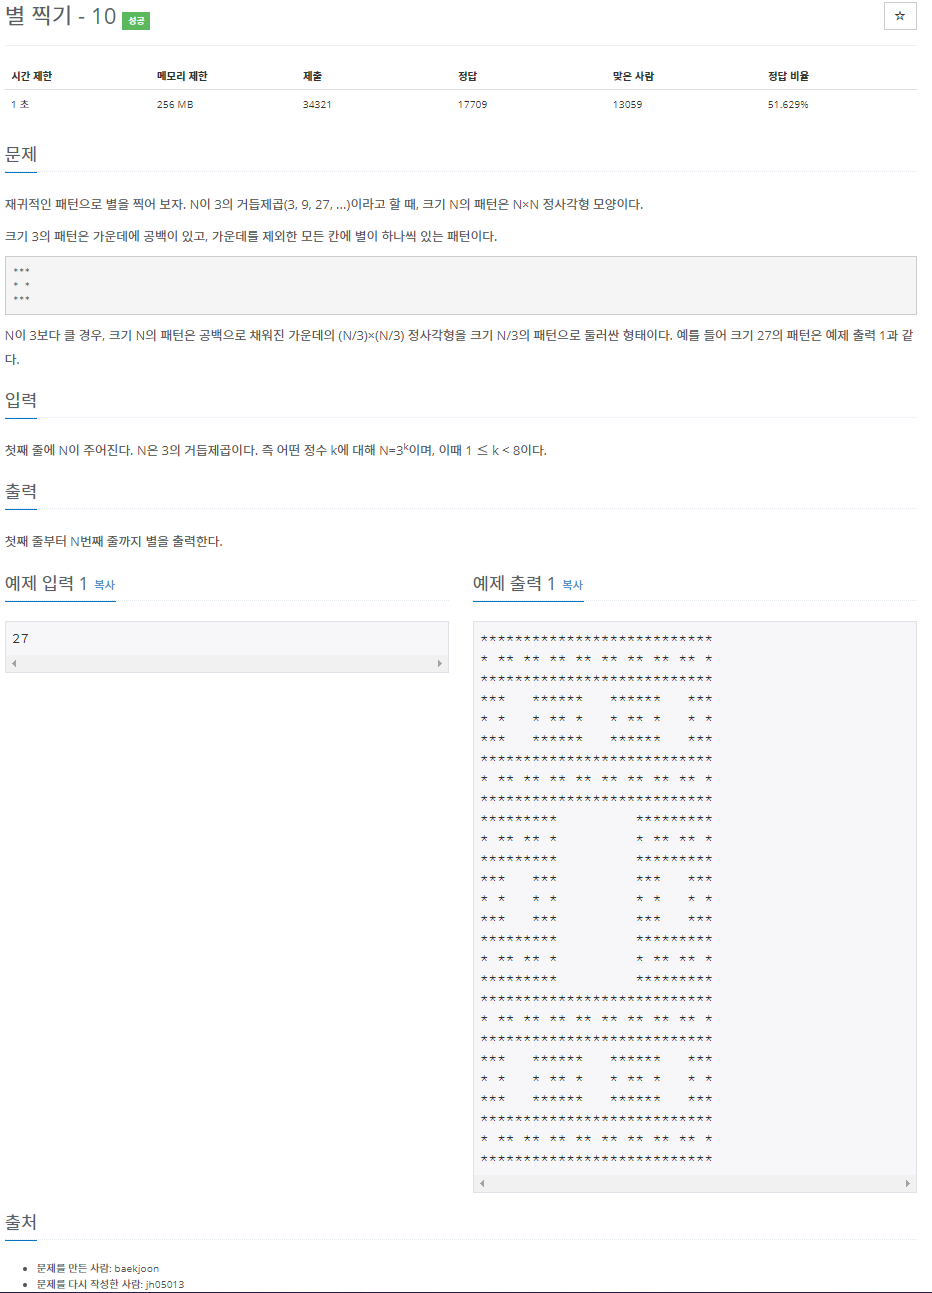 별 찍기 - 10 성공
☆
시간 제한 메모리 제한 제출 정답 맞은 사람 정답 비율
1 초 256 MB 34321 17709 13059 51.629%
문제
재귀적인 패턴으로 별을 찍어 보자. N이 3의 거듭제곱(3, 9, 27, ...)이라고 할 때, 크기 N의 패턴은 N×N 정사각형 모양이다.
크기 3의 패턴은 가운데에 공백이 있고, 가운데를 제외한 모든 칸에 별이 하나씩 있는 패턴이다.
***
* *
***
N이 3보다 클 경우, 크기 N의 패턴은 공백으로 채워진 가운데의 (N/3)×(N/3) 정사각형을 크기 N/3의 패턴으로 둘러싼 형태이다. 예를 들어 크기 27의 패턴은 예제 출력 1과 같
다.
입력
첫째 줄에 N이 주어진다. N은 3의 거듭제곱이다. 즉 어떤 정수 k에 대해 N=3^k이며, 이때 1 ≤ k < 8이다.
출력
첫째 줄부터 N번째 줄까지 별을 출력한다.
예제 입력 1 복사
27
예제 출력 1 복사
***************************
* ** ** ** ** ** ** ** ** *
***************************
***   ******   ******   ***
* *   * ** *   * ** *   * *
***   ******   ******   ***
***************************
* ** ** ** ** ** ** ** ** *
***************************
*********         *********
* ** ** *         * ** ** *
*********         *********
***   ***         ***   ***
* *   * *         * *   * *
***   ***         ***   ***
*********         *********
* ** ** *         * ** ** *
*********         *********
***************************
* ** ** ** ** ** ** ** ** *
***************************
***   ******   ******   ***
* *   * ** *   * ** *   * *
***   ******   ******   ***
***************************
* ** ** ** ** ** ** ** ** *
***************************
출처
문제를 만든 사람: baekjoon
문제를 다시 작성한 사람: jh05013